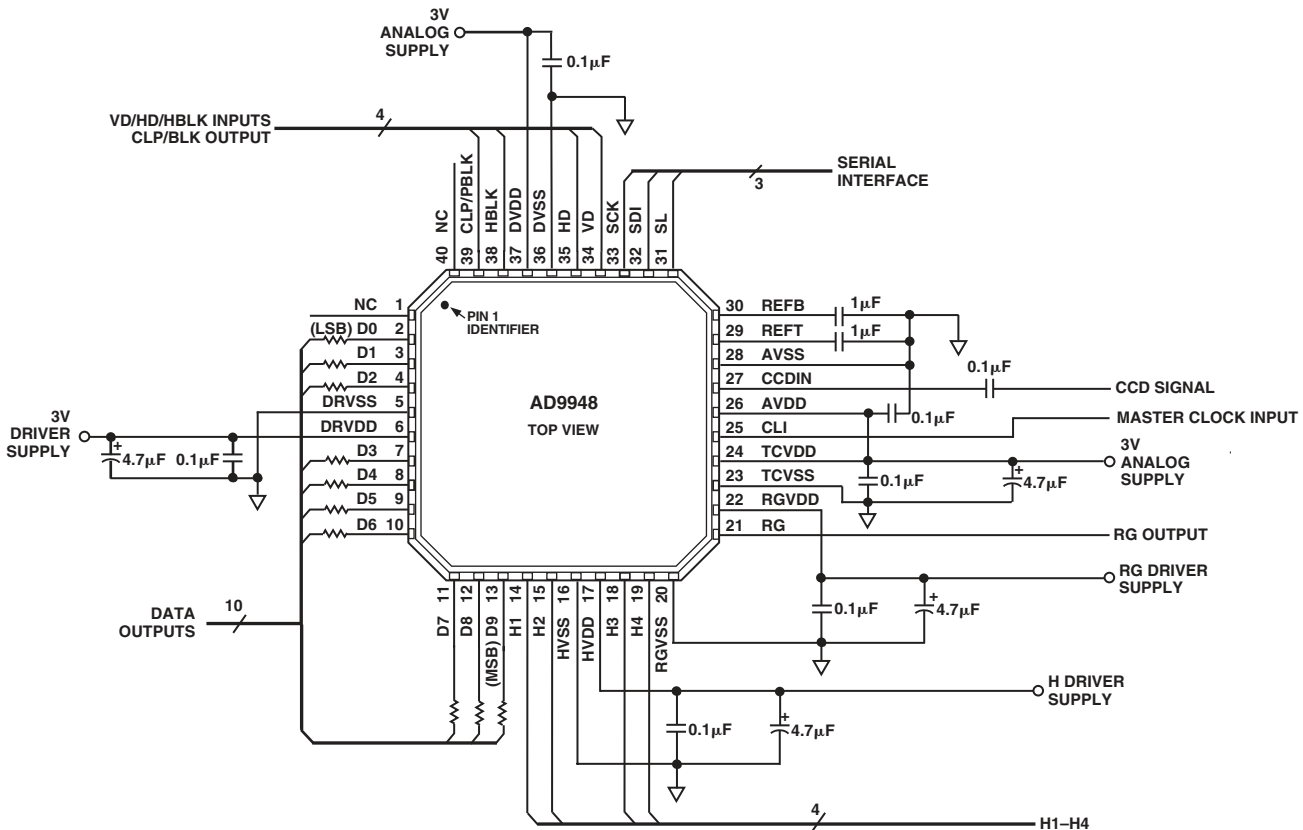 3V
ANALOG
SUPPLY
0.1µF
VD/HD/HBLK INPUTS
CLP/BLK OUTPUT
4
SERIAL
INTERFACE
3
40 NC
39 CLP/PBLK
38 HBLK
37 DVDD
36 DVSS
35 HD
34 VD
33 SCK
32 SDI
31 SL
NC 1
(LSB) D0 2
D1 3
D2 4
DRVSS 5
DRVDD 6
D3 7
D4 8
D5 9
D6 10
3V
DRIVER
SUPPLY
+
4.7µF
0.1µF
PIN 1
IDENTIFIER
AD9948
TOP VIEW
30 REFB
1µF
29 REFT
1µF
28 AVSS
27 CCDIN
0.1µF
CCD SIGNAL
26 AVDD
0.1µF
MASTER CLOCK INPUT
25 CLI
24 TCVDD
3V
ANALOG
SUPPLY
23 TCVSS
0.1µF
+
4.7µF
22 RGVDD
21 RG
RG OUTPUT
RG DRIVER
SUPPLY
0.1µF
+
4.7µF
D7 11
D8 12
(MSB) D9 13
H1 14
H2 15
HVSS 16
HVDD 17
H3 18
H4 19
RGVSS 20
DATA
OUTPUTS
10
H DRIVER
SUPPLY
0.1µF
+
4.7µF
4
H1–H4